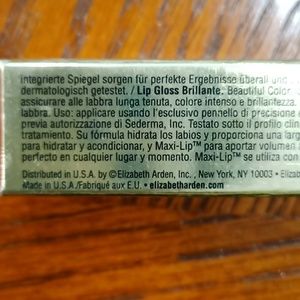 integrierte Spiegel sorgen für perfekte Ergebnisse überall und
dermatologisch getestet. / Lip Gloss Brillante. Beautiful Color
assicurare alle labbra lunga tenuta, colore intenso e brillantezza.
labbra. Uso: applicare usando l'esclusivo pennello di precisione e
previa autorizzazione di Sederma, Inc. Testato sotto il profilo clinic
tratamiento. Su fórmula hidrata los labios y proporciona una larga
para hidratar y acondicionar, y Maxi-Lip™ para aportar volumen a
perfecto en cualquier lugar y momento. Maxi-Lip™ se utiliza con
Distributed in U.S.A. by ©Elizabeth Arden, Inc., New York, NY 10003 • Elizabe
Made in U.S.A./Fabriqué aux E.U. • elizabetharden.com